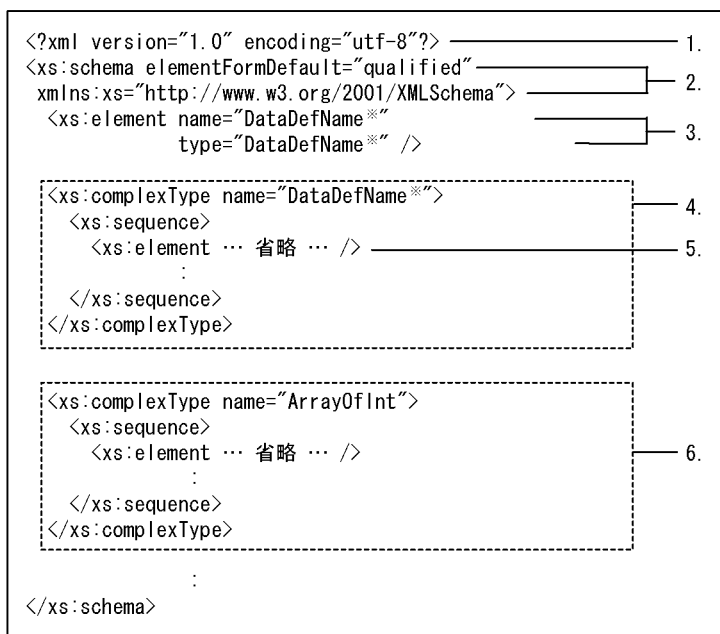 <?xml version="1.0" encoding="utf-8"?> 1.
<xs:schema elementFormDefault="qualified"
2.
xmlns:xs="http://www.w3.org/2001/XMLSchema">
<xs:element name="DataDefName※"
3.
type="DataDefName※" />
<xs:complexType name="DataDefName※"> 4.
<xs:sequence>
<xs:element … 省略 … /> 5.
:
</xs:sequence>
</xs:complexType>
<xs:complexType name="ArrayOfInt">
<xs:sequence>
<xs:element … 省略 … /> 6.
:
</xs:sequence>
</xs:complexType>
:
</xs:schema>